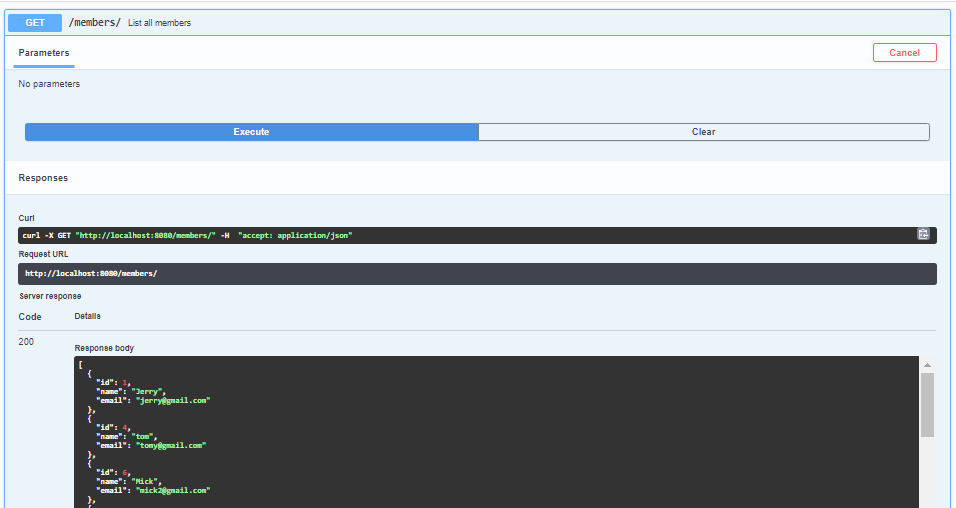 GET /members/ List all members
Parameters Cancel
No parameters
Execute Clear
Responses
Curl
curl -X GET "http://localhost:8080/members/" -H  "accept: application/json"
Request URL
http://localhost:8080/members/
Server response
Code Details
200
Response body
[
{
"id": 1,
"name": "Jerry",
"email": "jerry@gmail.com"
},
{
"id": 4,
"name": "tom",
"email": "tomy@gmail.com"
},
{
"id": 6,
"name": "Mick",
"email": "mick2@gmail.com"
},
{